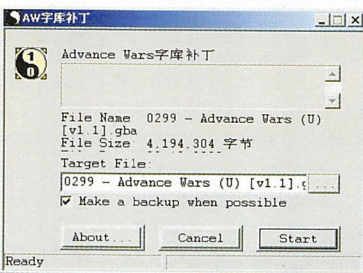 AW字库补丁
10
Advance Wars字库补丁
File Name 0299 - Advance Wars (U)
[v1.1].gba
File Size 4,194,304 字节
Target File:
0299 - Advance Wars (U) [v1.1].g
...
Make a backup when possible
About...
Cancel
Start
Ready